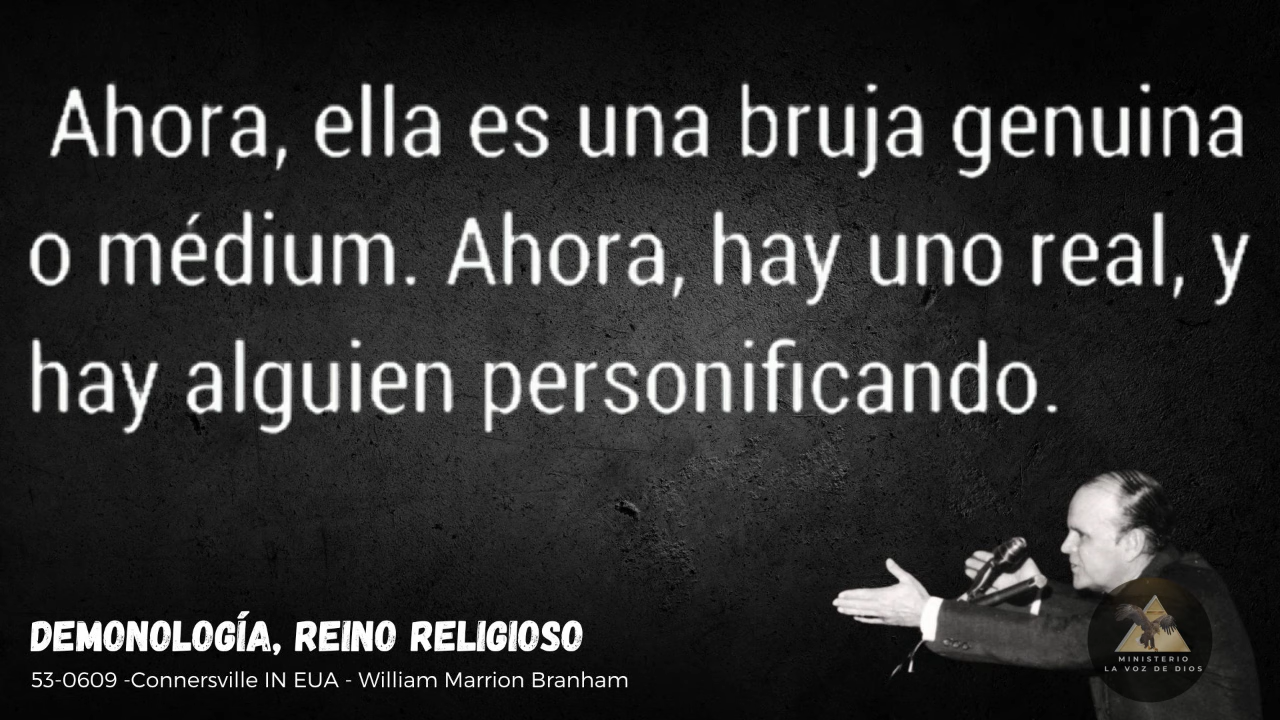 Ahora, ella es una bruja genuina
o médium. Ahora, hay uno real, y
hay alguien personificando.
DEMONOLOGÍA, REINO RELIGIOSO
53-0609 -Connersville IN EUA - William Marrion Branham
MINISTERIO
LA VOZ DE DIOS